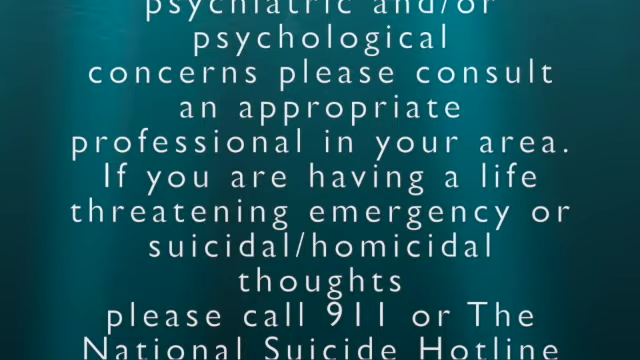 psychiatric and/or
psychological
concerns please consult
an appropriate
professional in your area.
If you are having a life
threatening emergency or
suicidal/homicidal
thoughts
please call 911 or The
National Suicide Hotline